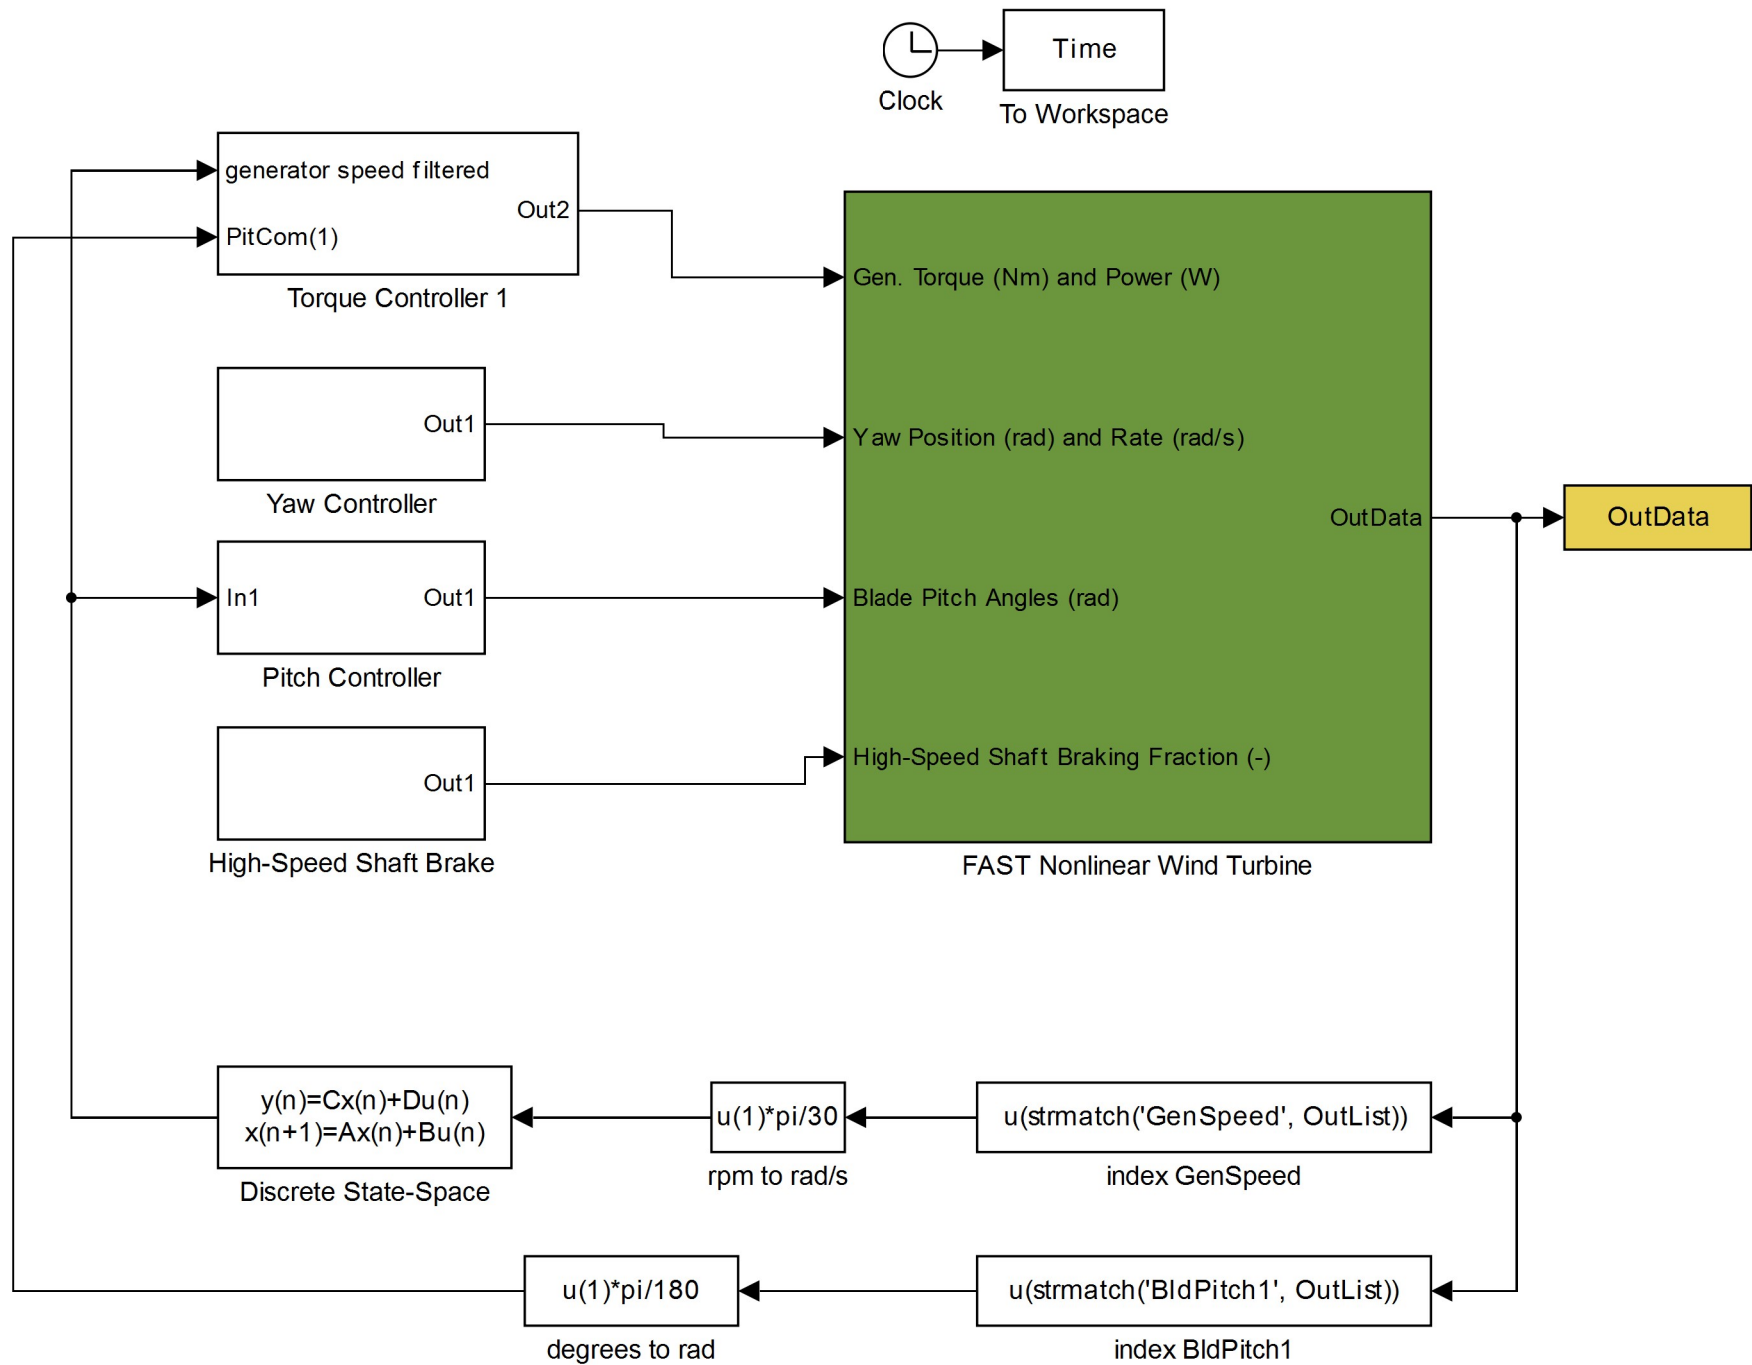 Time
Clock
To Workspace
generator speed filtered
Out2
PitCom(1)
Torque Controller 1
Gen. Torque (Nm) and Power (W)
Out1
Yaw Controller
Yaw Position (rad) and Rate (rad/s)
OutData
OutData
In1
Out1
Pitch Controller
Blade Pitch Angles (rad)
Out1
High-Speed Shaft Brake
High-Speed Shaft Braking Fraction (-)
FAST Nonlinear Wind Turbine
y(n)=Cx(n)+Du(n)
x(n+1)=Ax(n)+Bu(n)
Discrete State-Space
u(1)*pi/30
rpm to rad/s
u(strmatch('GenSpeed', OutList))
index GenSpeed
u(1)*pi/180
degrees to rad
u(strmatch('BldPitch1', OutList))
index BldPitch1